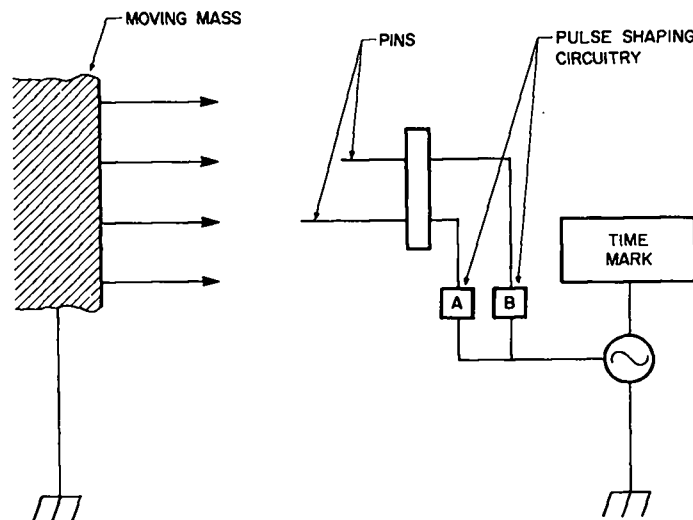 MOVING MASS
PINS
PULSE SHAPING
CIRCUITRY
TIME
MARK
A
B